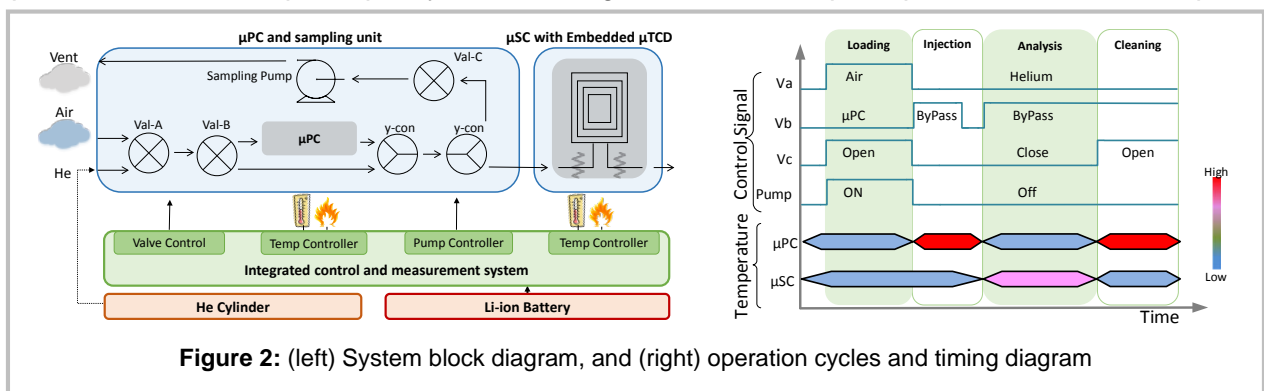 μPC and sampling unit
μSC with Embedded μTCD
Vent
Sampling Pump
Val-C
Air
Val-A
Val-B
μPC
y-con
y-con
He
Valve Control
Temp Controller
Pump Controller
Temp Controller
Integrated control and measurement system
He Cylinder
Li-ion Battery
Loading
Injection
Analysis
Cleaning
Control Signal
Va
Air
Helium
Vb
μPC
ByPass
ByPass
Vc
Open
Close
Open
Pump
ON
Off
High
Low
Temperature
μPC
μSC
Time
Figure 2: (left) System block diagram, and (right) operation cycles and timing diagram